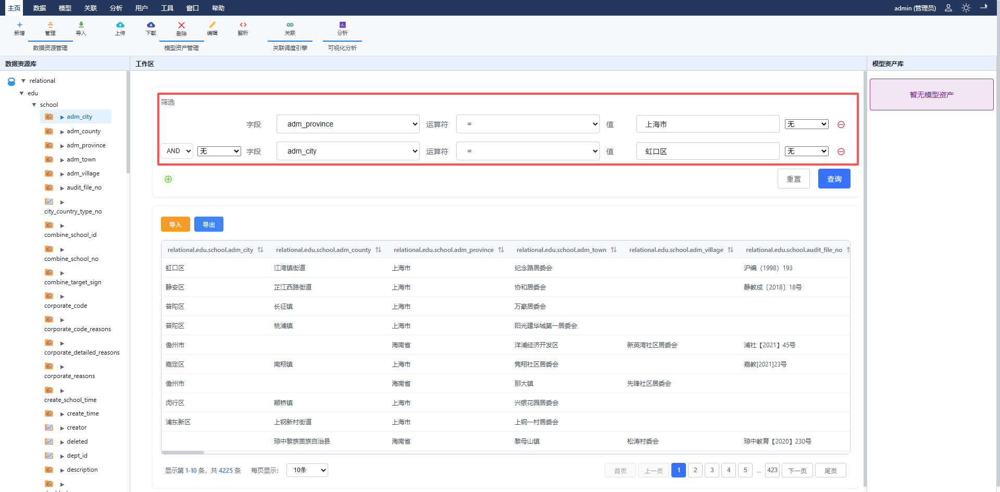 主页 数据 模型 关联 分析 用户 工具 窗口 帮助 admin (管理员)
新增 管理 导入 上传 下载 删除 编辑 解析 关联 分析
数据资源管理 模型资产管理 关联调度引擎 可视化分析
数据资源库 工作区 模型资产库
relational
edu
school
adm_city
adm_county
adm_province
adm_town
adm_village
audit_file_no
city_country_type_no
combine_school_id
combine_school_no
combine_target_sign
corporate_code
corporate_code_reasons
corporate_detailed_reasons
corporate_reasons
create_school_time
create_time
creator
deleted
dept_id
description
筛选
字段 adm_province 运算符 = 值 上海市 无
AND 无 字段 adm_city 运算符 = 值 虹口区 无
重置 查询
导入 导出
relational.edu.school.adm_city relational.edu.school.adm_county relational.edu.school.adm_province relational.edu.school.adm_town relational.edu.school.adm_village relational.edu.school.audit_file_no
虹口区 江湾镇街道 上海市 纪念路居委会 沪编（1998）193
静安区 芷江西路街道 上海市 协和居委会 静教成〔2018〕18号
普陀区 长征镇 上海市 万豪居委会
普陀区 桃浦镇 上海市 阳光建华城第一居委会
儋州市 海南省 洋浦经济开发区 新英湾社区居委会 浦社【2021】45号
嘉定区 南翔镇 上海市 隽翔社区居委会 嘉教[2021]23号
儋州市 海南省 那大镇 先锋社区居委会
闵行区 颛桥镇 上海市 兴银花园居委会
浦东新区 上钢新村街道 上海市 上钢一村居委会
琼中黎族苗族自治县 海南省 黎母山镇 松涛村委会 琼中教育【2020】230号
显示第 1-10 条，共 4225 条 每页显示： 10条 首页 上一页 1 2 3 4 5 ... 423 下一页 尾页
暂无模型资产